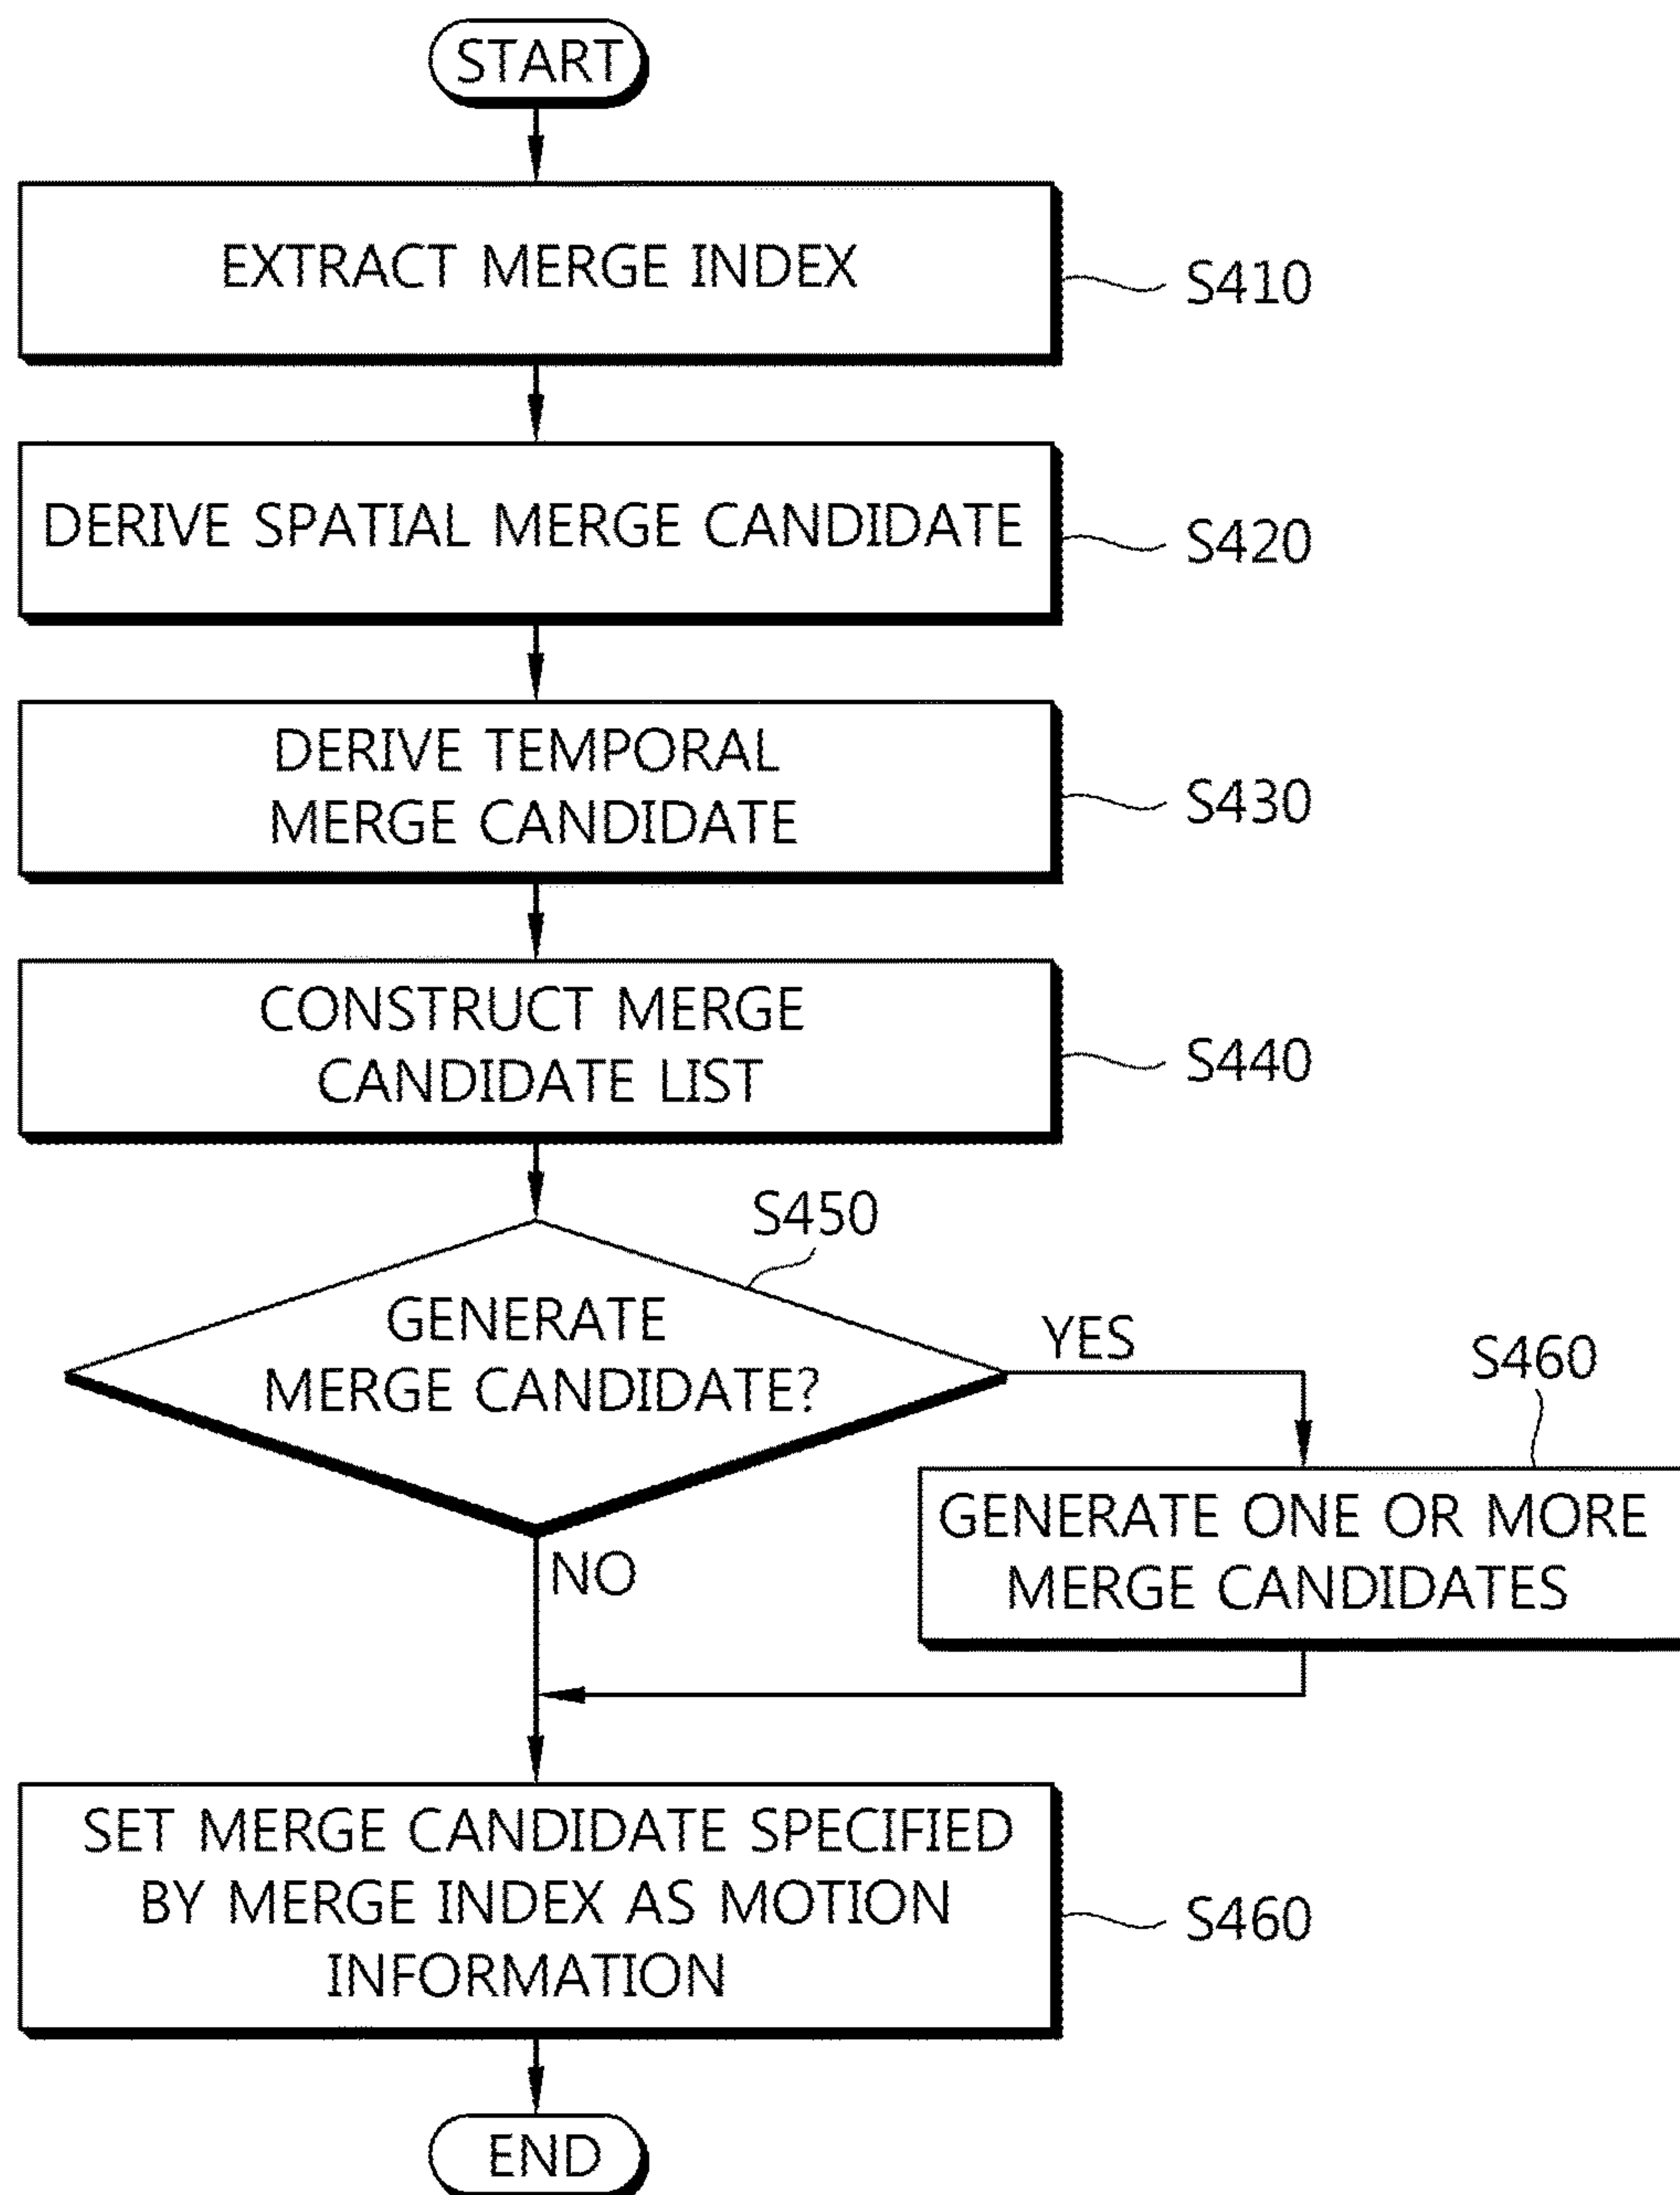 START
EXTRACT MERGE INDEX
S410
DERIVE SPATIAL MERGE CANDIDATE
S420
DERIVE TEMPORAL
MERGE CANDIDATE
S430
CONSTRUCT MERGE
CANDIDATE LIST
S440
S450
GENERATE
MERGE CANDIDATE?
YES
S460
GENERATE ONE OR MORE
MERGE CANDIDATES
NO
SET MERGE CANDIDATE SPECIFIED
BY MERGE INDEX AS MOTION
INFORMATION
S460
END